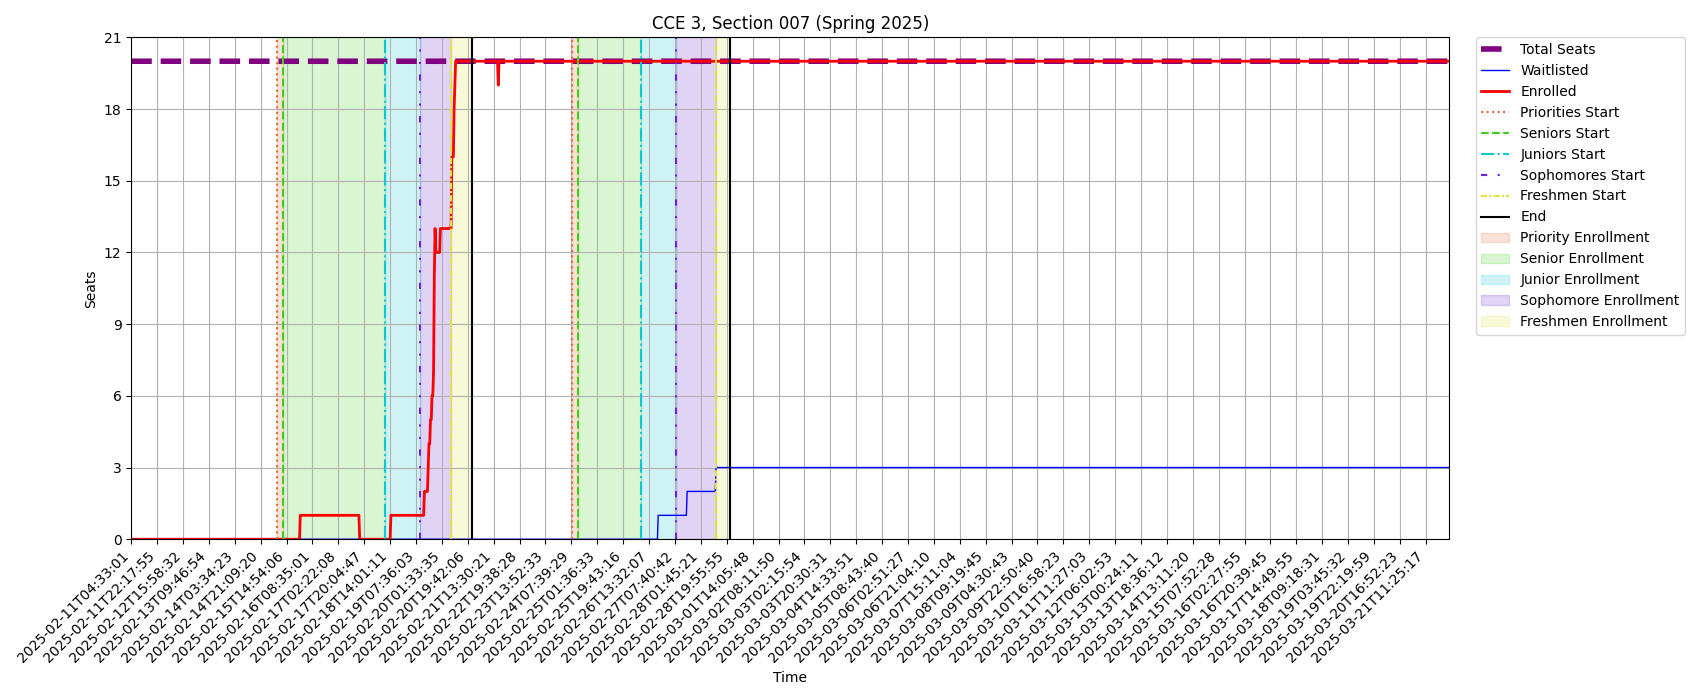 CCE 3, Section 007 (Spring 2025)
21
18
15
12
9
6
3
0
Seats
2025-02-11T04:33:01
2025-02-11T22:17:55
2025-02-12T15:58:32
2025-02-13T09:46:54
2025-02-14T03:34:23
2025-02-14T21:09:20
2025-02-15T14:54:06
2025-02-16T08:35:01
2025-02-17T02:22:08
2025-02-17T20:04:47
2025-02-18T14:01:11
2025-02-19T07:36:03
2025-02-20T01:33:35
2025-02-20T19:42:06
2025-02-21T13:30:21
2025-02-22T19:38:28
2025-02-23T13:52:33
2025-02-24T07:39:29
2025-02-25T01:36:33
2025-02-25T19:43:16
2025-02-26T13:32:07
2025-02-27T07:40:42
2025-02-28T01:45:21
2025-02-28T19:55:55
2025-03-01T14:05:48
2025-03-02T08:11:50
2025-03-03T02:15:54
2025-03-03T20:30:31
2025-03-04T14:33:51
2025-03-05T08:43:40
2025-03-06T02:51:27
2025-03-06T21:04:10
2025-03-07T15:11:04
2025-03-08T09:19:45
2025-03-09T04:30:43
2025-03-09T22:50:40
2025-03-10T16:58:23
2025-03-11T11:27:03
2025-03-12T06:02:53
2025-03-13T00:24:11
2025-03-13T18:36:12
2025-03-14T13:11:20
2025-03-15T07:52:28
2025-03-16T02:27:55
2025-03-16T20:39:45
2025-03-17T14:49:55
2025-03-18T09:18:31
2025-03-19T03:45:32
2025-03-19T22:19:59
2025-03-20T16:52:23
2025-03-21T11:25:17
Time
Total Seats
Waitlisted
Enrolled
Priorities Start
Seniors Start
Juniors Start
Sophomores Start
Freshmen Start
End
Priority Enrollment
Senior Enrollment
Junior Enrollment
Sophomore Enrollment
Freshmen Enrollment